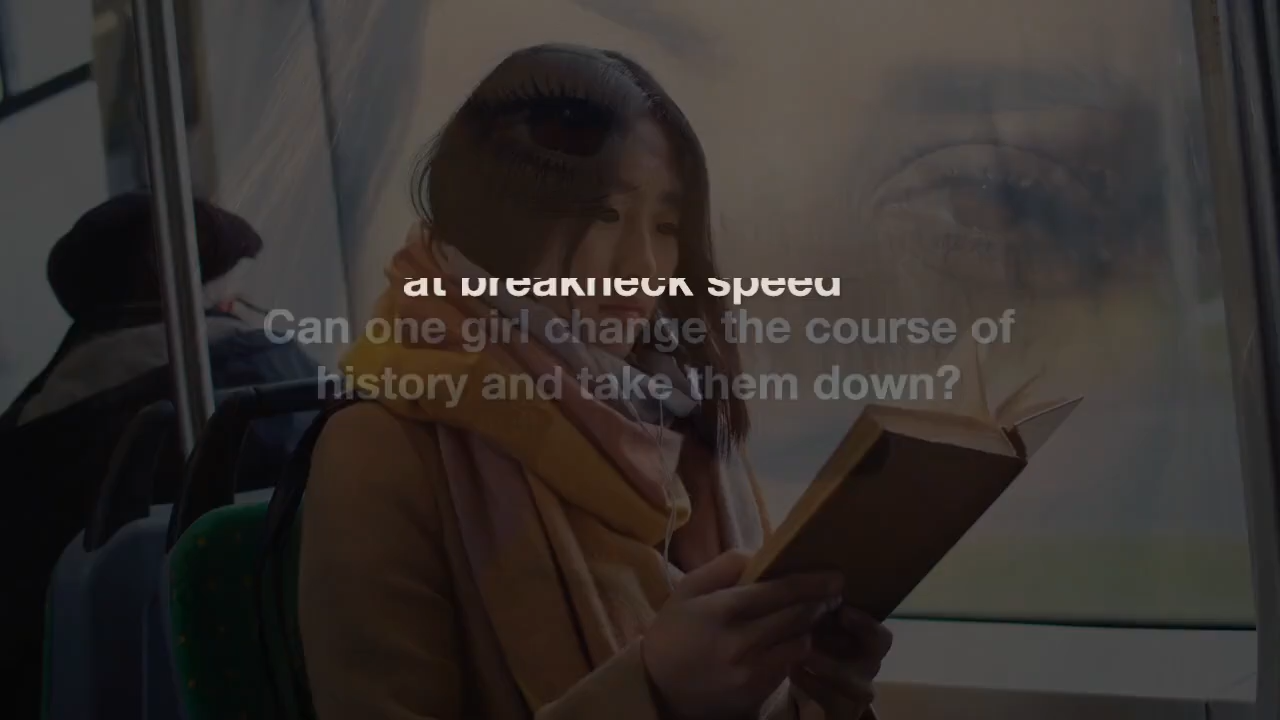 at breakneck speed
Can one girl change the course of
history and take them down?